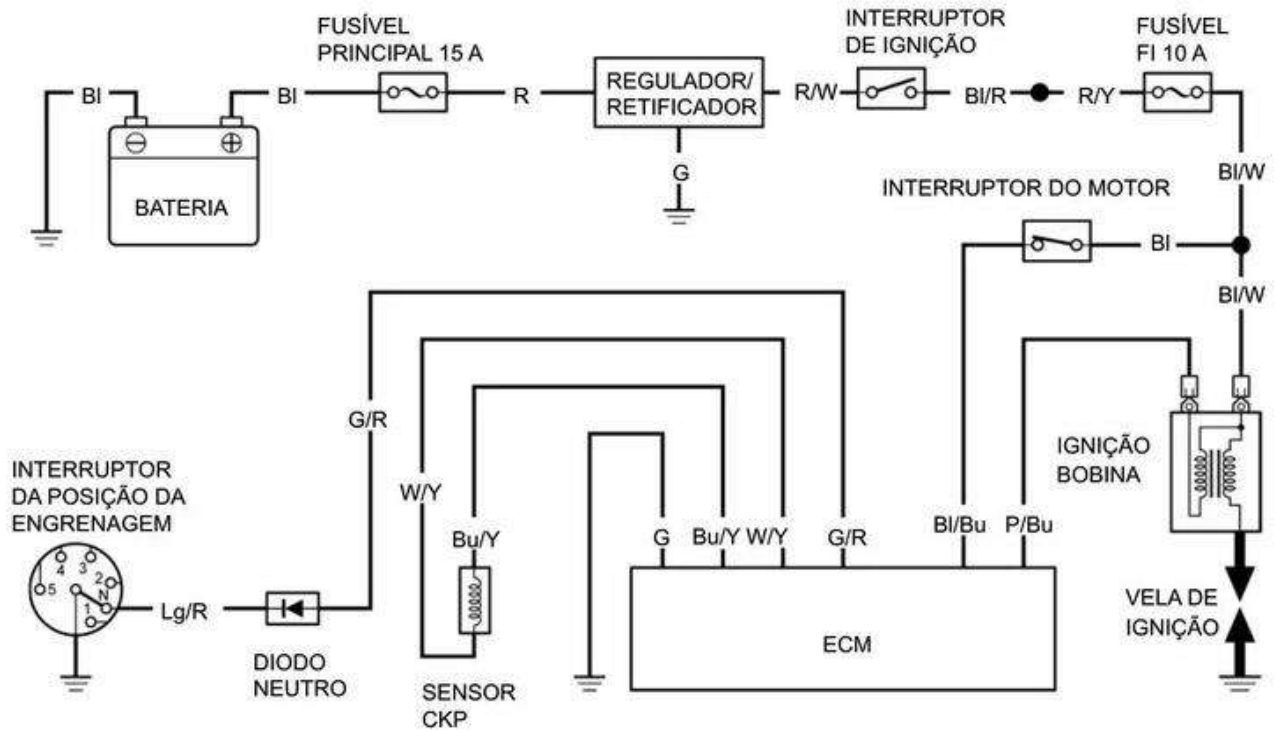 FUSÍVEL
PRINCIPAL 15 A
INTERRUPTOR
DE IGNIÇÃO
FUSÍVEL
FI 10 A
Bl
Bl
R
REGULADOR/
RETIFICADOR
R/W
Bl/R
R/Y
G
Bl/W
BATERIA
INTERRUPTOR DO MOTOR
Bl
Bl/W
G/R
W/Y
Bu/Y
IGNIÇÃO
BOBINA
INTERRUPTOR
DA POSIÇÃO DA
ENGRENAGEM
G
Bu/Y
W/Y
G/R
Bl/Bu
P/Bu
4
3
5
2
N
1
Lg/R
DIODO
NEUTRO
SENSOR
CKP
ECM
VELA DE
IGNIÇÃO